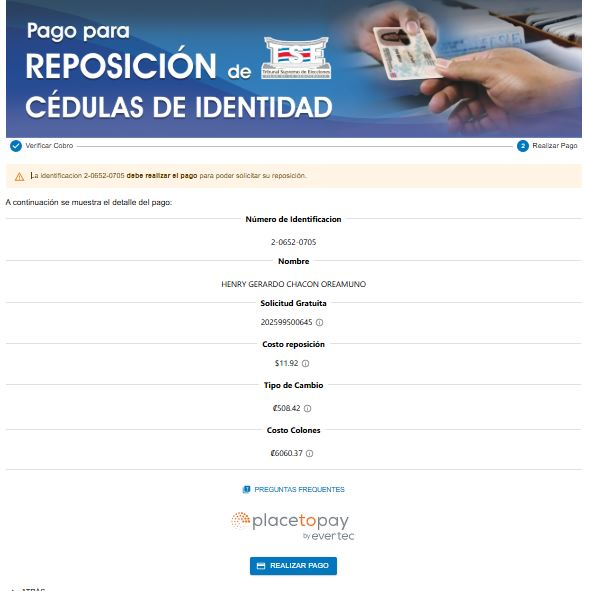 Pago para
REPOSICIÓN de TSE
Tribunal Supremo de Elecciones
CÉDULAS DE IDENTIDAD
Verificar Cobro 2 Realizar Pago
La identificacion 2-0652-0705 debe realizar el pago para poder solicitar su reposición.
A continuación se muestra el detalle del pago:
Número de Identificacion
2-0652-0705
Nombre
HENRY GERARDO CHACON OREAMUNO
Solicitud Gratuita
202599500645
Costo reposición
$11.92
Tipo de Cambio
₡508.42
Costo Colones
₡6060.37
PREGUNTAS FRECUENTES
placetopay
by evertec
REALIZAR PAGO
ATRÁS